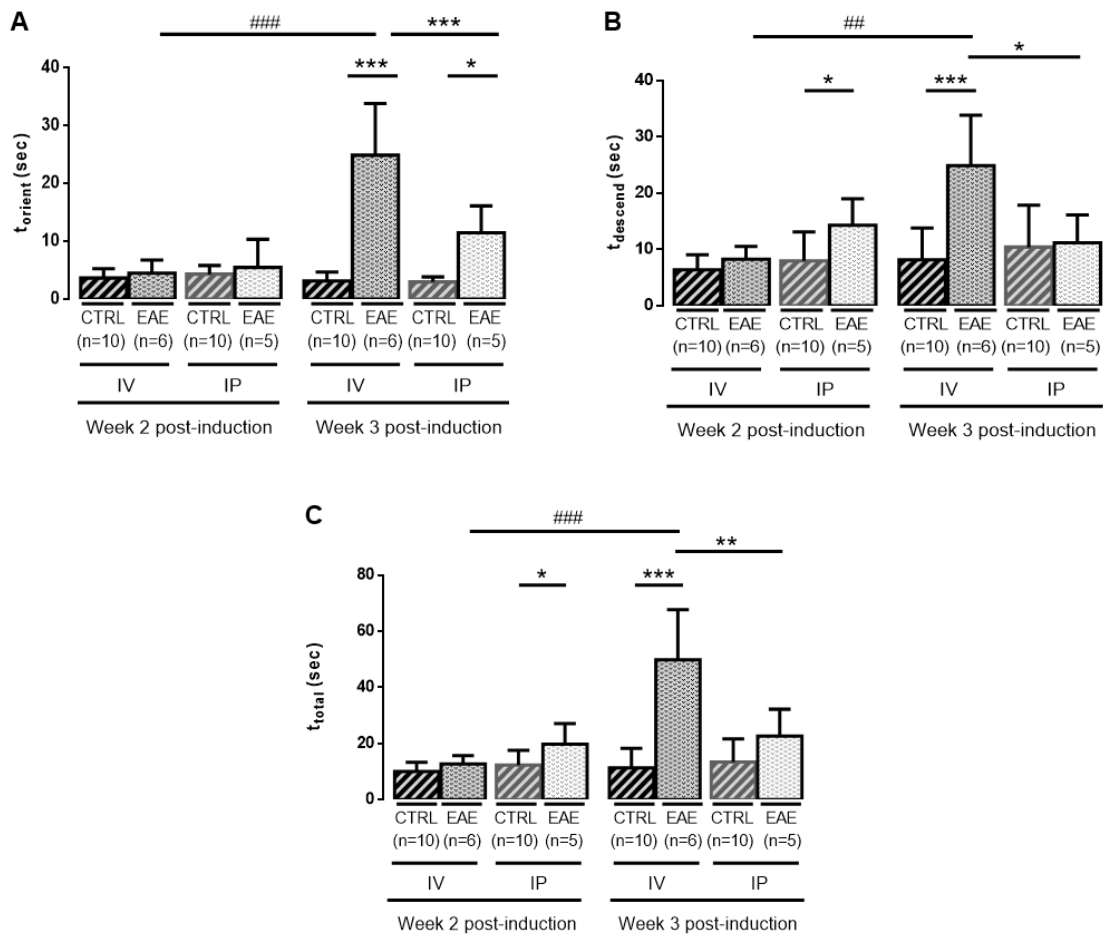 A
###
***
***
*
40
30
20
10
0
t_orient (sec)
CTRL EAE CTRL EAE CTRL EAE CTRL EAE
(n=10) (n=6) (n=10) (n=5) (n=10) (n=6) (n=10) (n=5)
IV IP IV IP
Week 2 post-induction Week 3 post-induction
B
##
*
*
***
40
30
20
10
0
t_descend (sec)
CTRL EAE CTRL EAE CTRL EAE CTRL EAE
(n=10) (n=6) (n=10) (n=5) (n=10) (n=6) (n=10) (n=5)
IV IP IV IP
Week 2 post-induction Week 3 post-induction
C
###
**
*
***
80
60
40
20
0
t_total (sec)
CTRL EAE CTRL EAE CTRL EAE CTRL EAE
(n=10) (n=6) (n=10) (n=5) (n=10) (n=6) (n=10) (n=5)
IV IP IV IP
Week 2 post-induction Week 3 post-induction